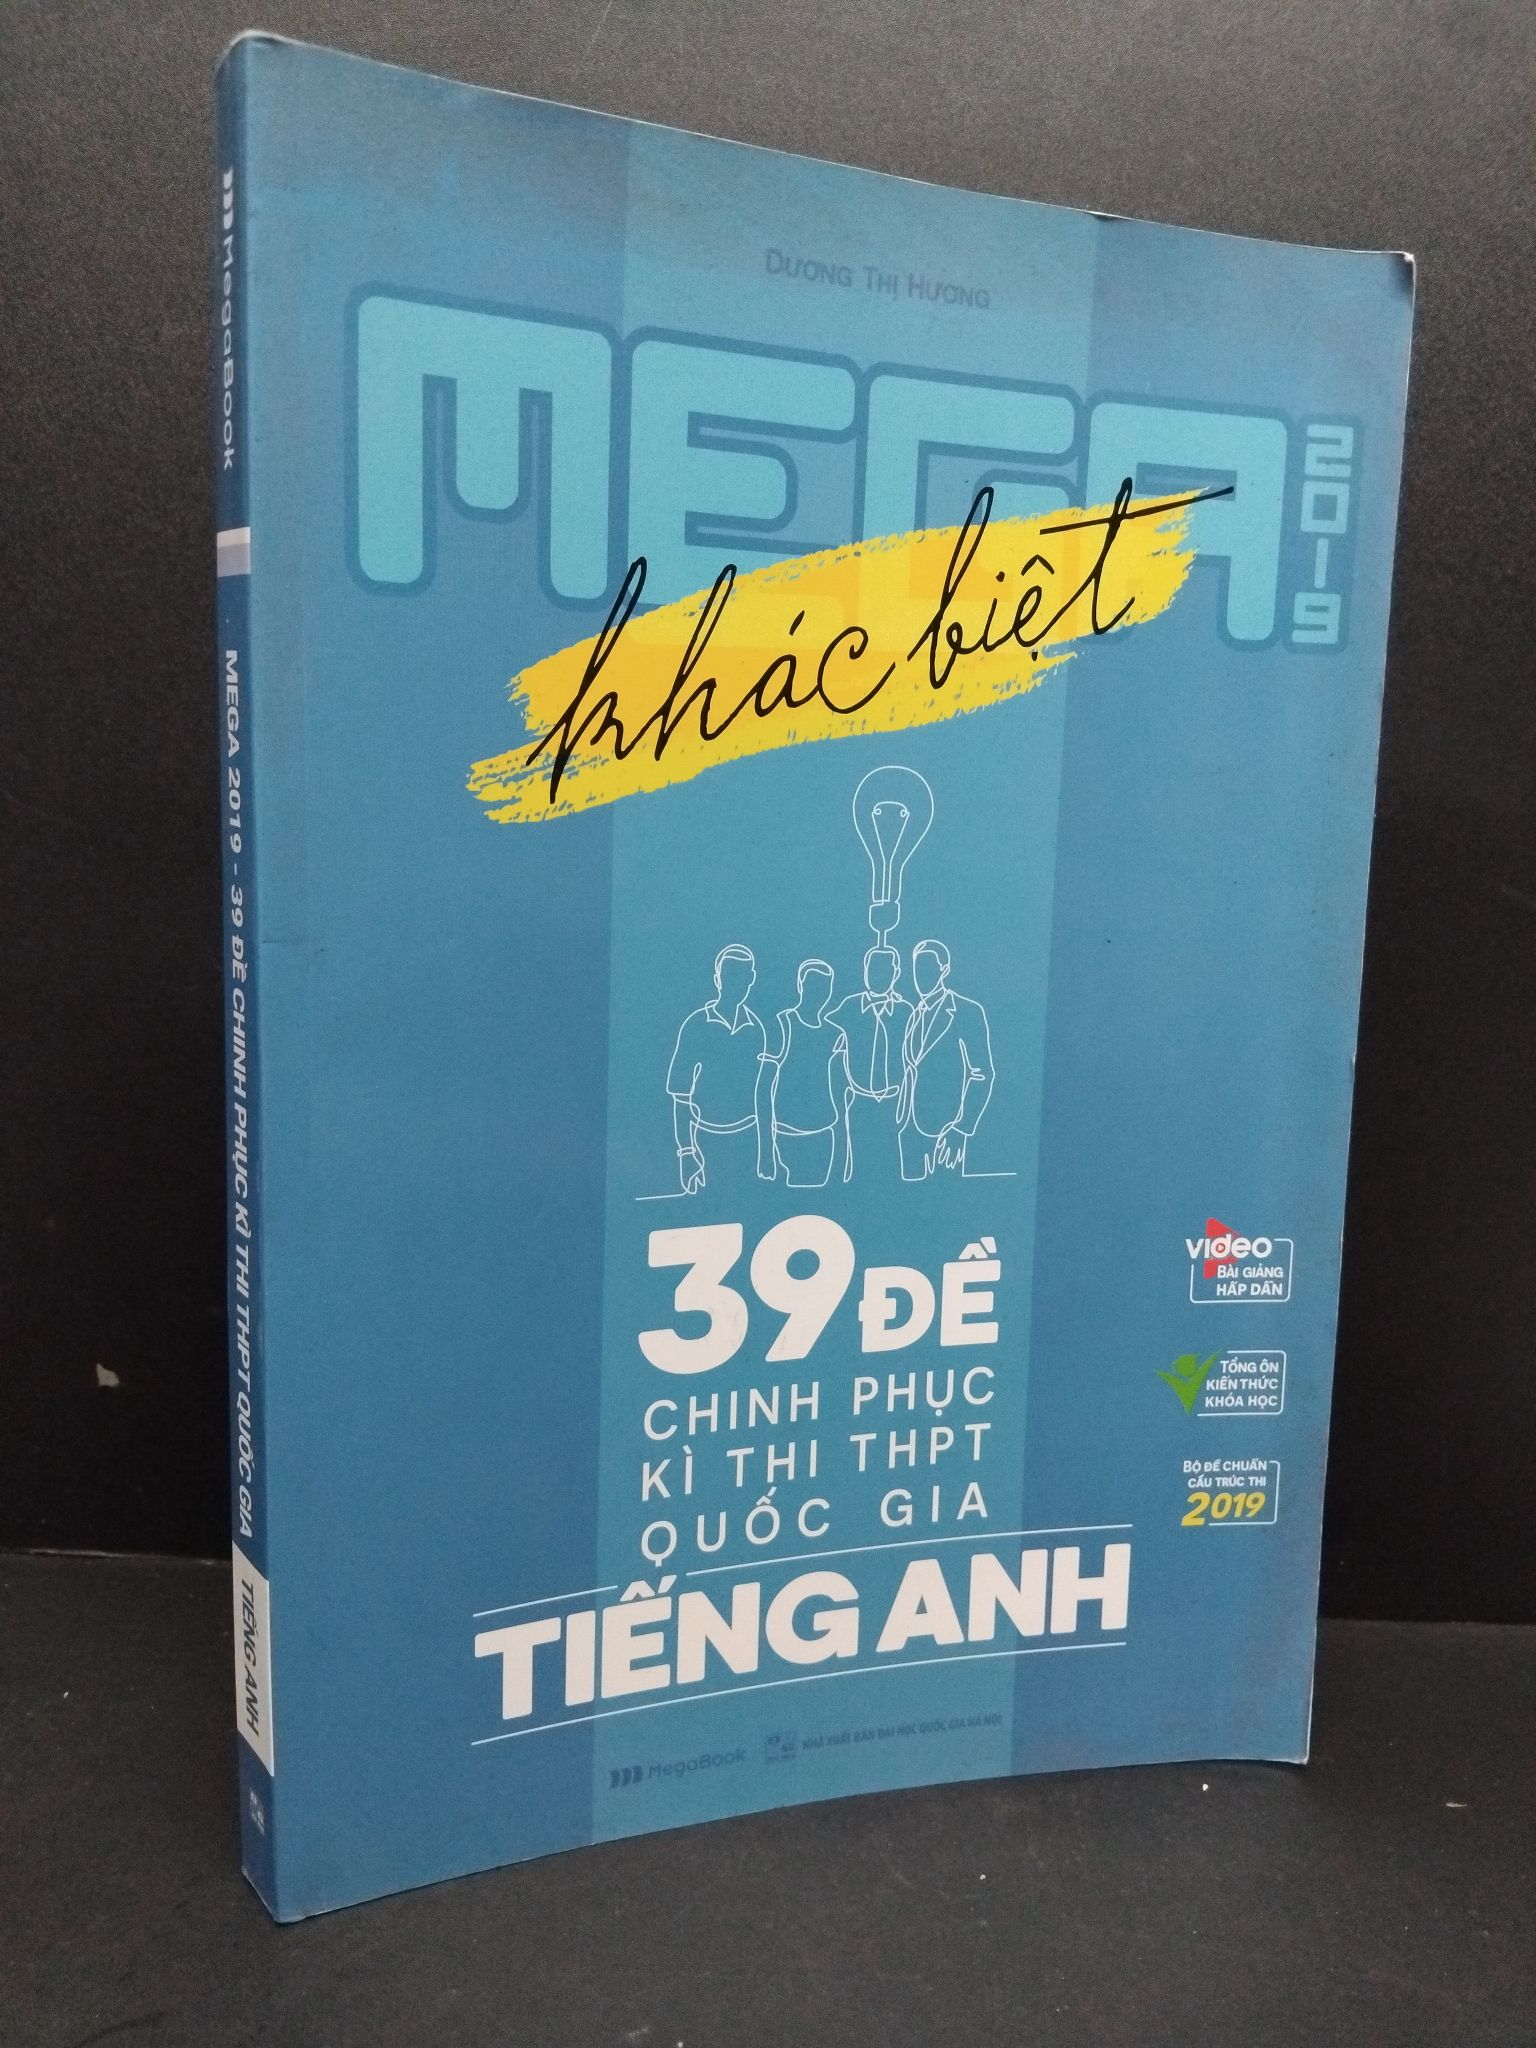 DƯƠNG THỊ HƯƠNG
MEGA
2019
khác biệt
39 ĐỀ
CHINH PHỤC
KÌ THI THPT
QUỐC GIA
TIẾNG ANH
video
BÀI GIẢNG
HẤP DẪN
TỔNG ÔN
KIẾN THỨC
KHÓA HỌC
BỘ ĐỀ CHUẨN
CẤU TRÚC THI
2019
MegaBook
NHÀ XUẤT BẢN ĐẠI HỌC QUỐC GIA HÀ NỘI
MegaBook
MEGA 2019 - 39 ĐỀ CHINH PHỤC KÌ THI THPT QUỐC GIA
TIẾNG ANH